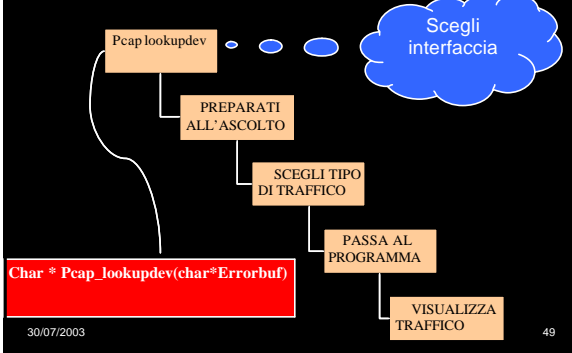 Scegli
interfaccia
Pcap lookupdev
PREPARATI
ALL'ASCOLTO
SCEGLI TIPO
DI TRAFFICO
PASSA AL
PROGRAMMA
Char * Pcap_lookupdev(char*Errorbuf)
VISUALIZZA
TRAFFICO
30/07/2003
49